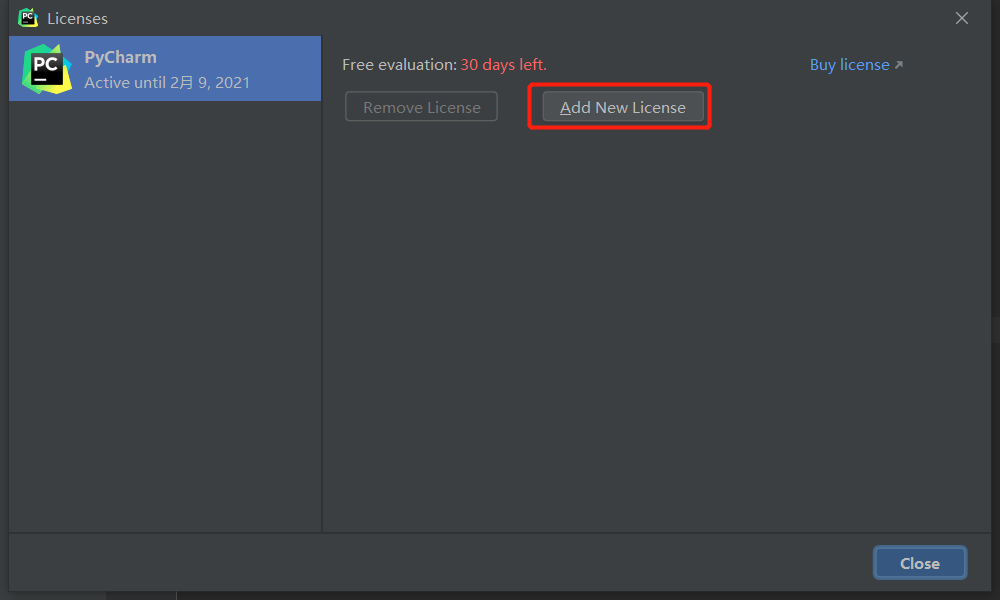 PC Licenses
PC PyCharm
Active until 2月 9, 2021
Free evaluation: 30 days left.
Buy license
Remove License
Add New License
Close